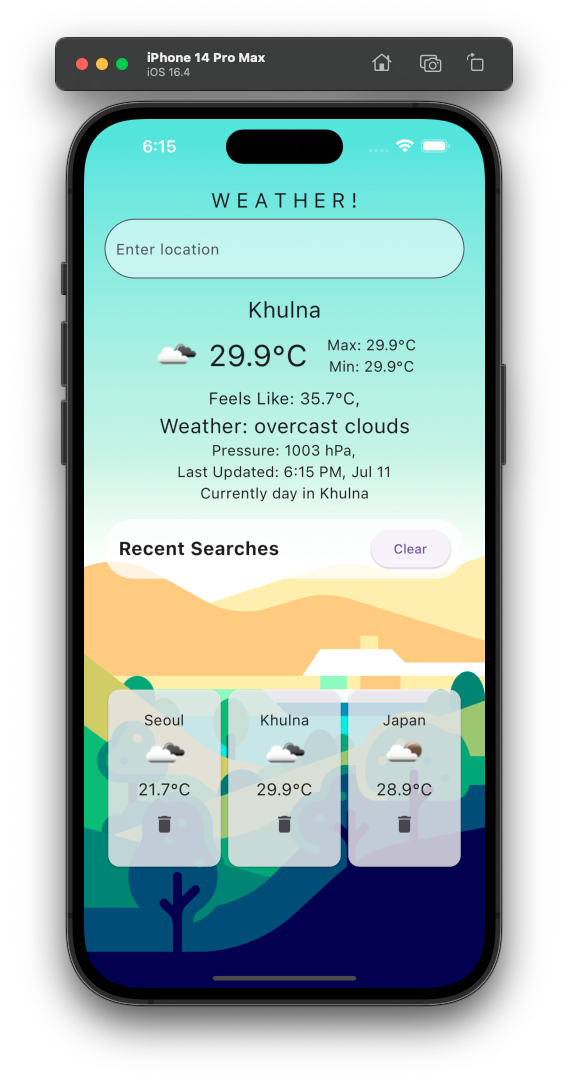 iPhone 14 Pro Max
iOS 16.4
6:15
WEATHER!
Enter location
Khulna
29.9°C
Max: 29.9°C
Min: 29.9°C
Feels Like: 35.7°C,
Weather: overcast clouds
Pressure: 1003 hPa,
Last Updated: 6:15 PM, Jul 11
Currently day in Khulna
Recent Searches Clear
Seoul Khulna Japan
21.7°C 29.9°C 28.9°C